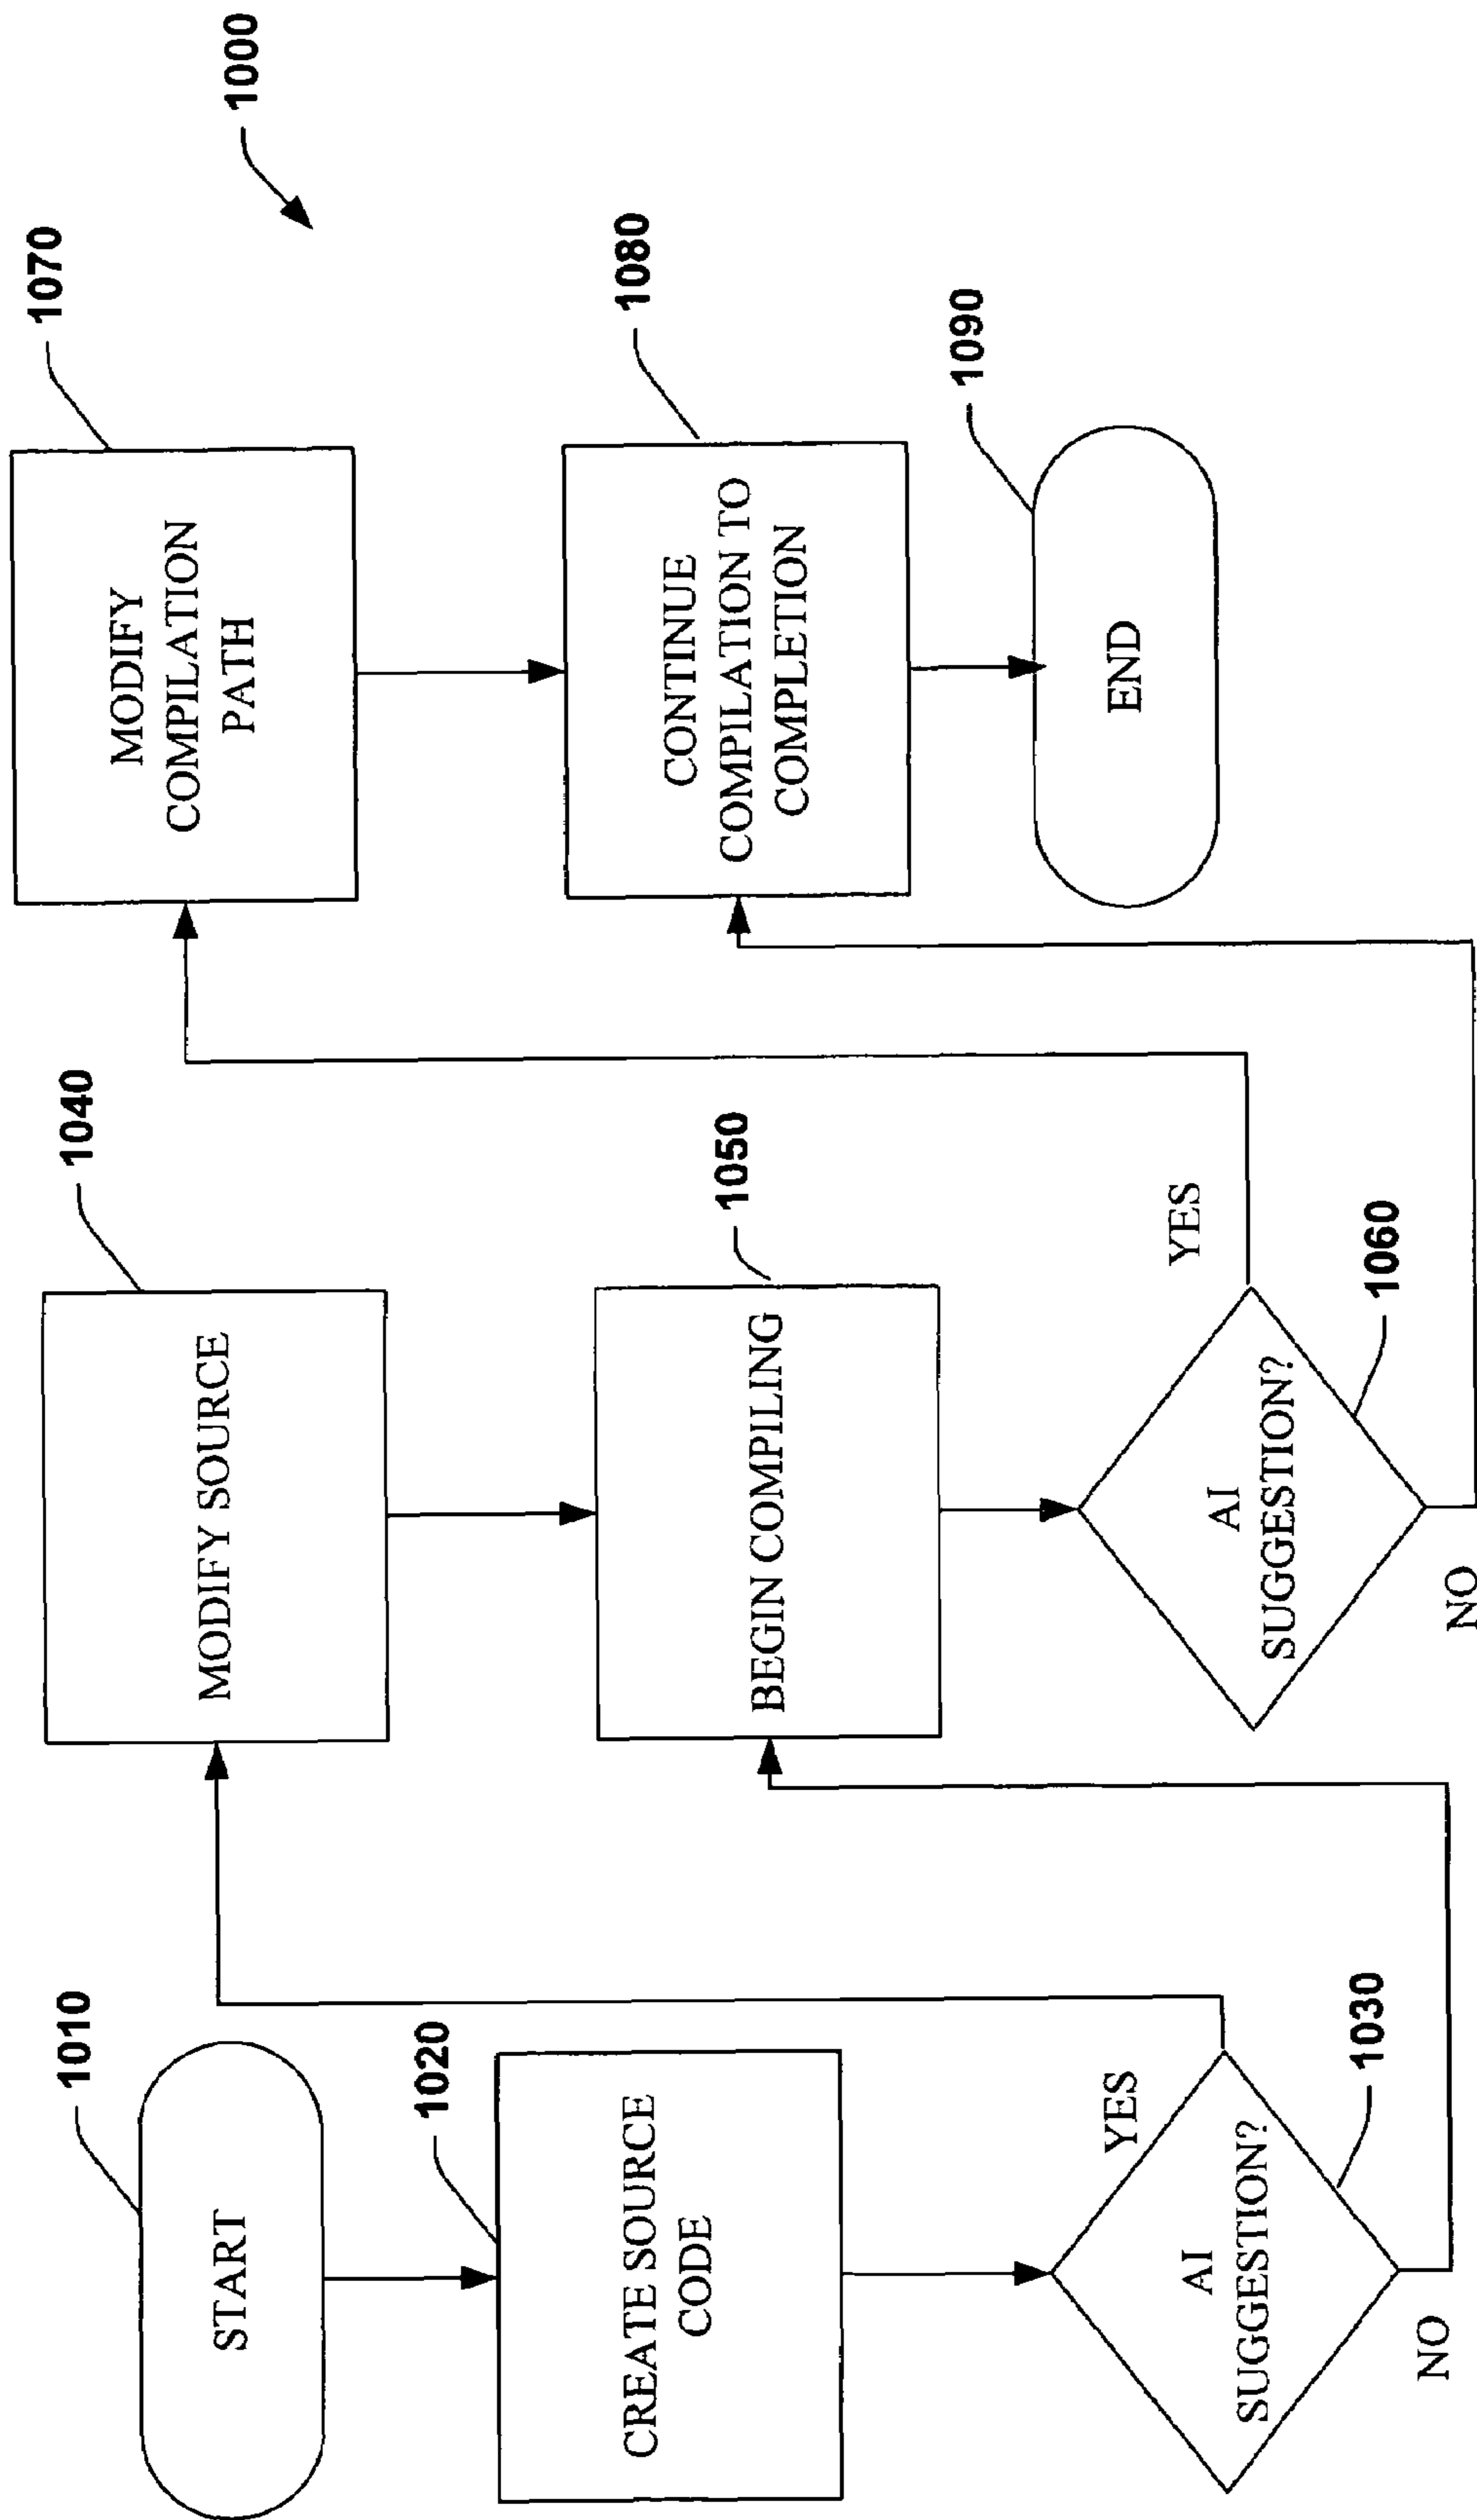 1010
START
1020
CREATE SOURCE
CODE
1030
AI
SUGGESTION?
YES
NO
1040
MODIFY SOURCE
1050
BEGIN COMPILING
1060
AI
SUGGESTION?
YES
NO
1070
MODIFY
COMPILATION
PATH
1080
CONTINUE
COMPILATION TO
COMPLETION
1090
END
1000